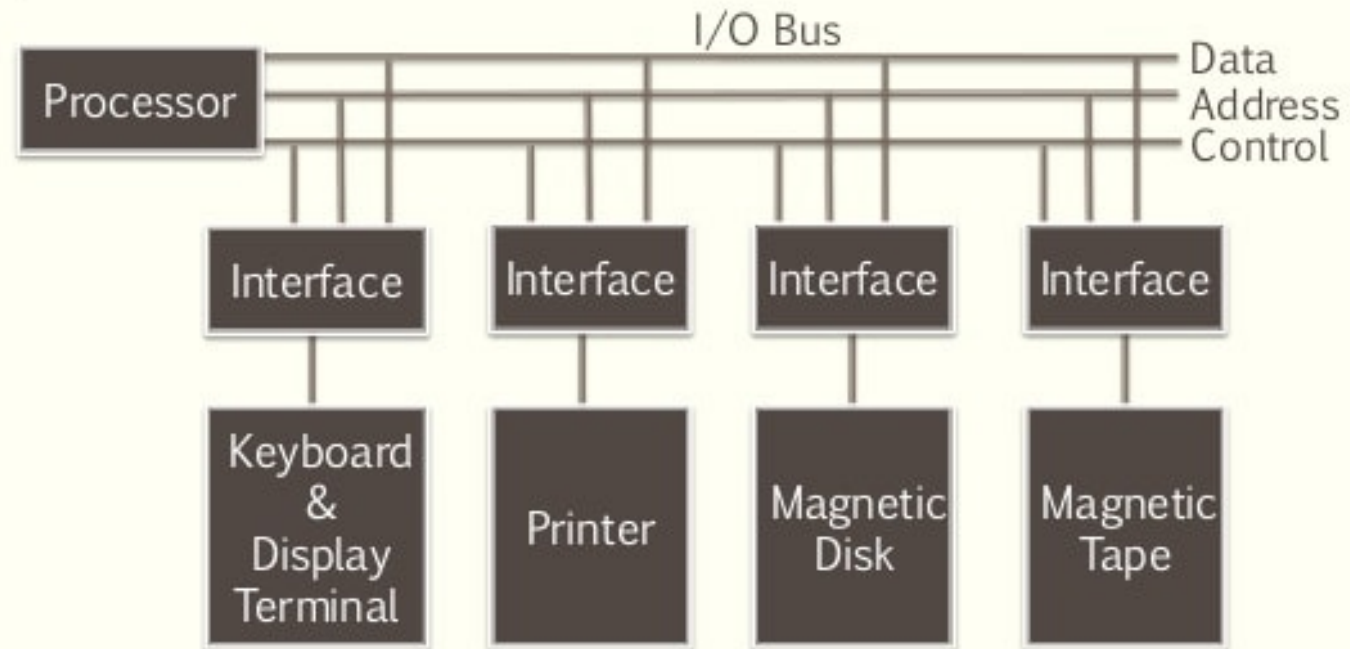 I/O Bus
Processor
Data
Address
Control
Interface
Interface
Interface
Interface
Keyboard
&
Display
Terminal
Printer
Magnetic
Disk
Magnetic
Tape